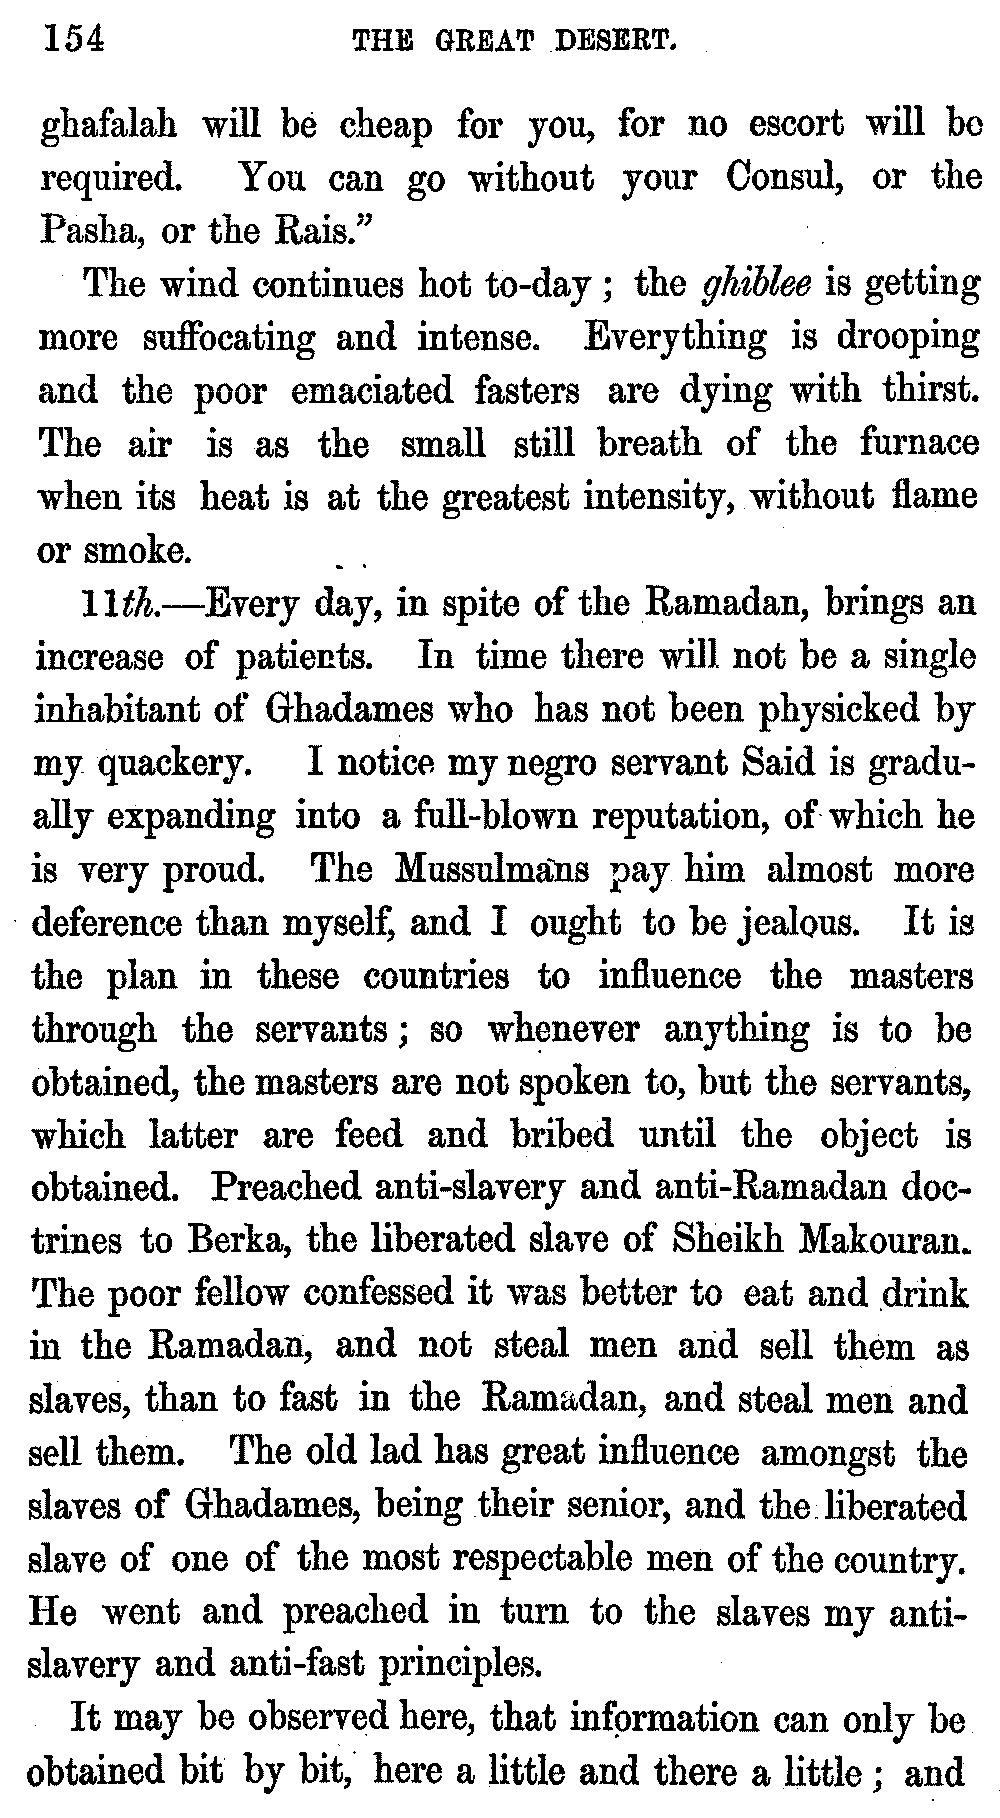 154 THE GREAT DESERT.
ghafalah will be cheap for you, for no escort will be
required. You can go without your Consul, or the
Pasha, or the Rais.”
The wind continues hot to-day ; the ghiblee is getting
more suffocating and intense. Everything is drooping
and the poor emaciated fasters are dying with thirst.
The air is as the small still breath of the furnace
when its heat is at the greatest intensity, without flame
or smoke.
11th.—Every day, in spite of the Ramadan, brings an
increase of patients. In time there will not be a single
inhabitant of Ghadames who has not been physicked by
my quackery. I notice my negro servant Said is gradu-
ally expanding into a full-blown reputation, of which he
is very proud. The Mussulmans pay him almost more
deference than myself, and I ought to be jealous. It is
the plan in these countries to influence the masters
through the servants ; so whenever anything is to be
obtained, the masters are not spoken to, but the servants,
which latter are feed and bribed until the object is
obtained. Preached anti-slavery and anti-Ramadan doc-
trines to Berka, the liberated slave of Sheikh Makouran.
The poor fellow confessed it was better to eat and drink
in the Ramadan, and not steal men and sell them as
slaves, than to fast in the Ramadan, and steal men and
sell them. The old lad has great influence amongst the
slaves of Ghadames, being their senior, and the liberated
slave of one of the most respectable men of the country.
He went and preached in turn to the slaves my anti-
slavery and anti-fast principles.
It may be observed here, that information can only be
obtained bit by bit, here a little and there a little ; and